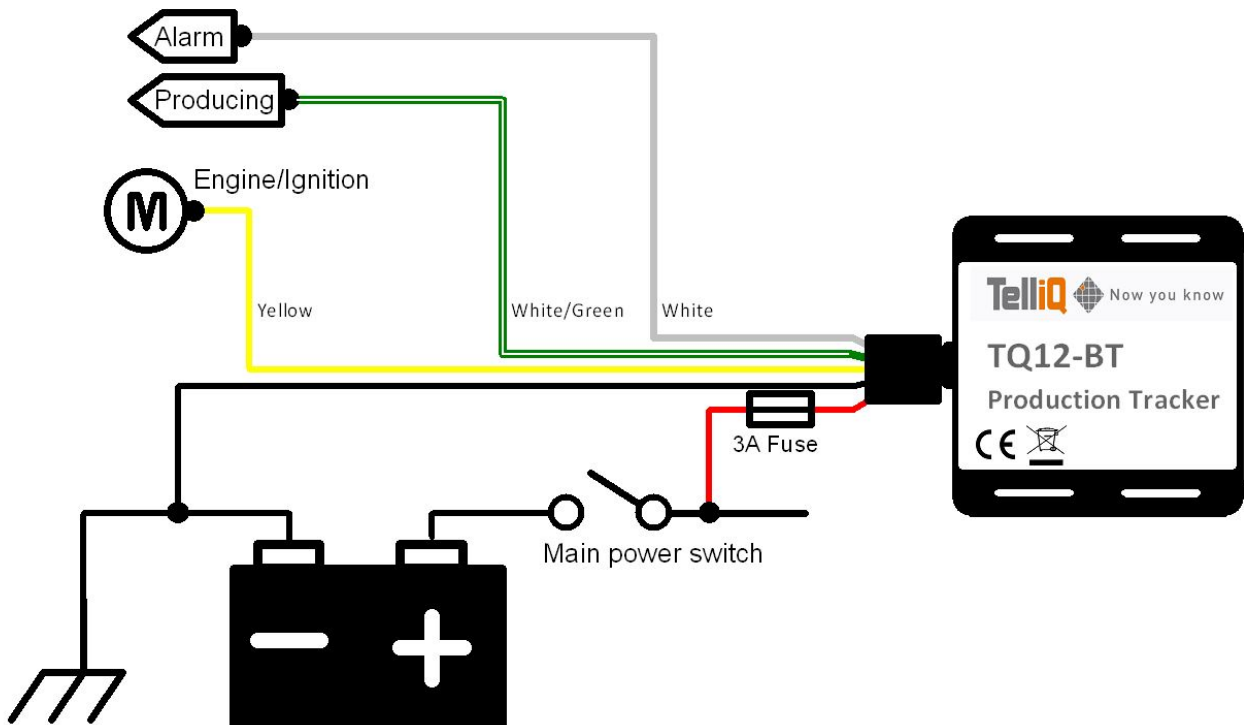 Alarm
Producing
Engine/Ignition
M
Yellow
White/Green
White
3A Fuse
Main power switch
TelliQ Now you know
TQ12-BT
Production Tracker
CE